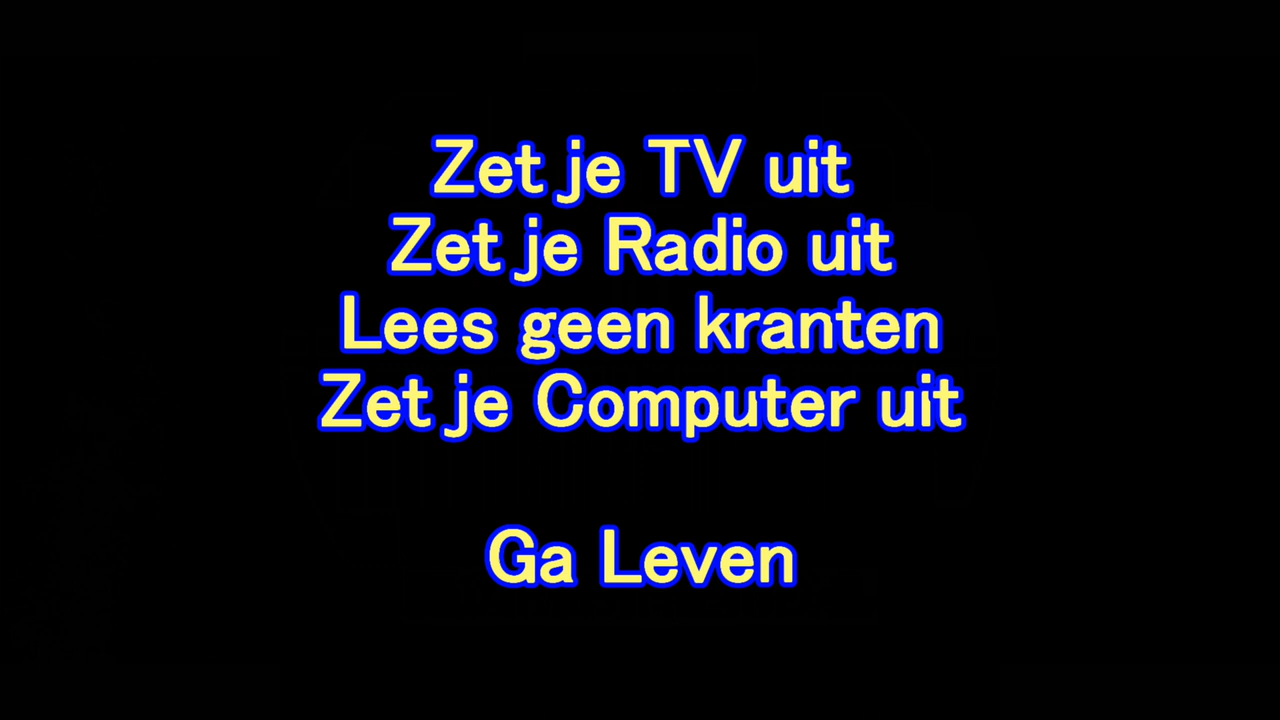 Zet je TV uit
Zet je Radio uit
Lees geen kranten
Zet je Computer uit
Ga Leven